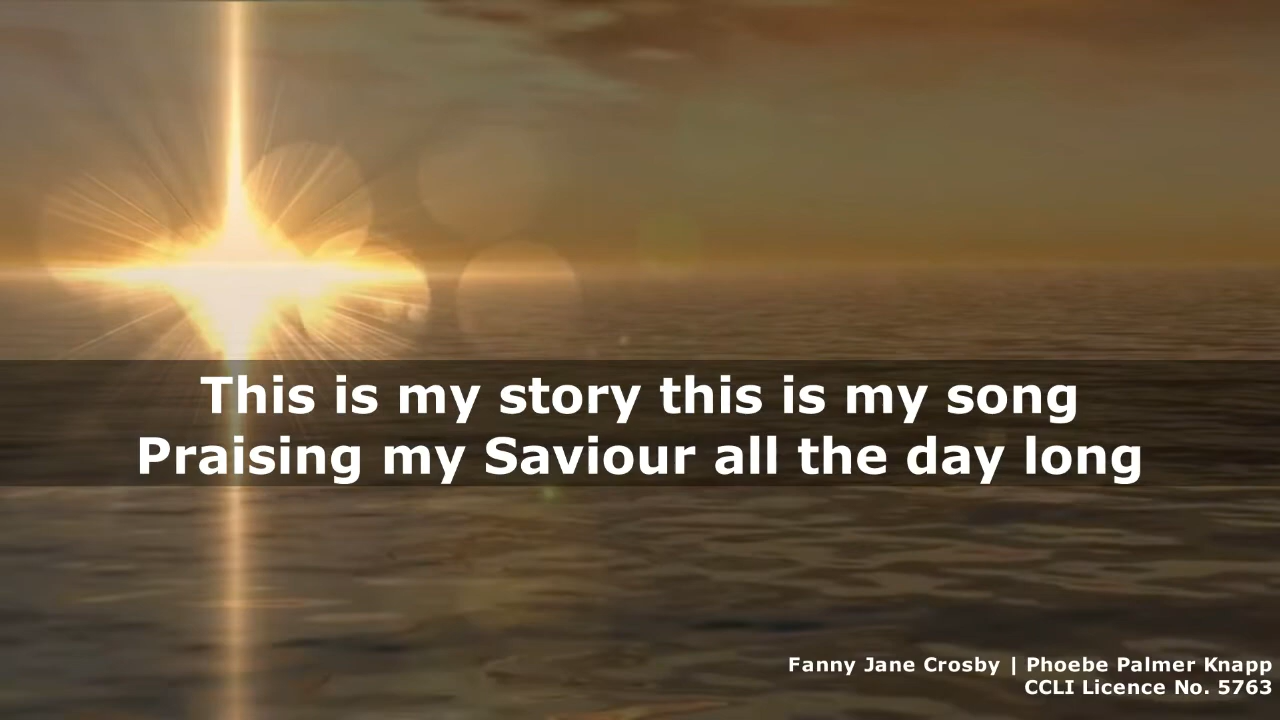 This is my story this is my song
Praising my Saviour all the day long
Fanny Jane Crosby | Phoebe Palmer Knapp
CCLI Licence No. 5763